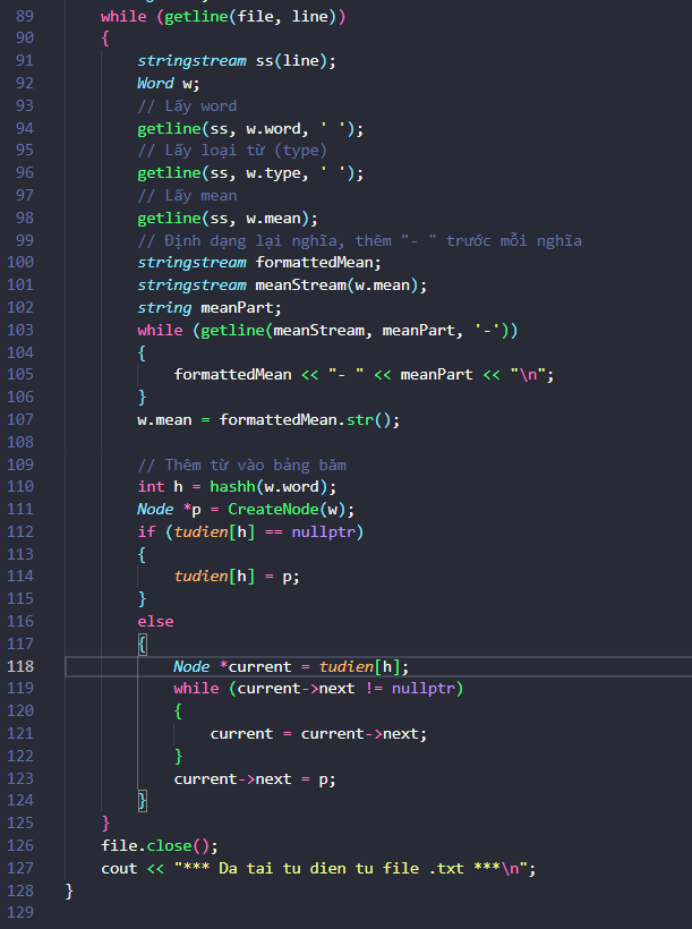 89 while (getline(file, line))
90 {
91 stringstream ss(line);
92 Word w;
93 // Lấy word
94 getline(ss, w.word, ' ');
95 // Lấy loại từ (type)
96 getline(ss, w.type, ' ');
97 // Lấy mean
98 getline(ss, w.mean);
99 // Định dạng lại nghĩa, thêm "- " trước mỗi nghĩa
100 stringstream formattedMean;
101 stringstream meanStream(w.mean);
102 string meanPart;
103 while (getline(meanStream, meanPart, '-'))
104 {
105 formattedMean << "- " << meanPart << "\n";
106 }
107 w.mean = formattedMean.str();
108
109 // Thêm từ vào bảng băm
110 int h = hashh(w.word);
111 Node *p = CreateNode(w);
112 if (tudien[h] == nullptr)
113 {
114 tudien[h] = p;
115 }
116 else
117 {
118 Node *current = tudien[h];
119 while (current->next != nullptr)
120 {
121 current = current->next;
122 }
123 current->next = p;
124 }
125 }
126 file.close();
127 cout << "*** Da tai tu dien tu file .txt ***\n";
128 }
129